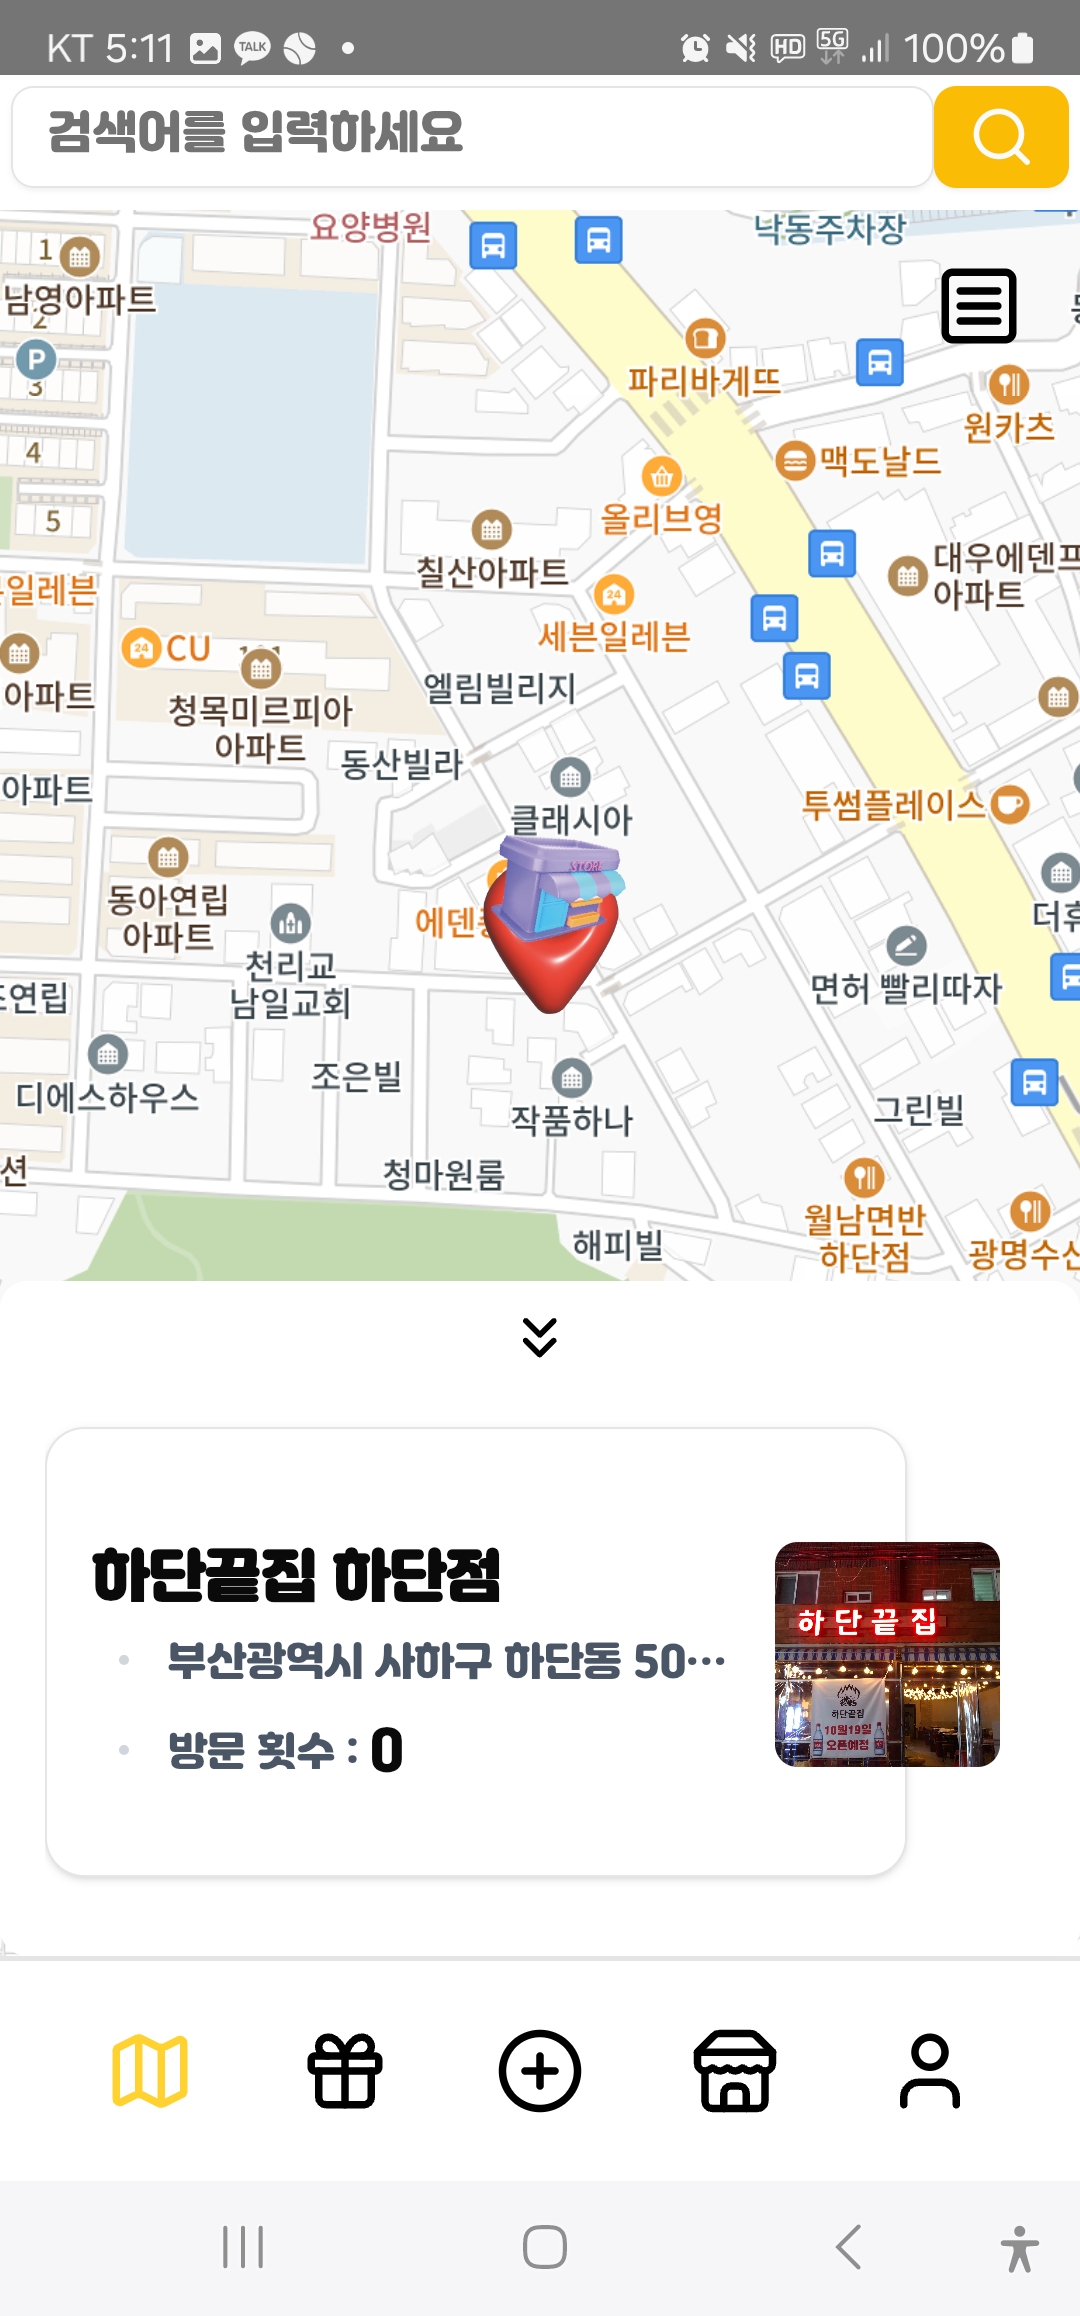 KT 5:11
TALK
HD
5G
100%
검색어를 입력하세요
요양병원
낙동주차장
1
남영아파트
2
P
3
파리바게뜨
원카츠
4
맥도날드
5
올리브영
칠산아파트
대우에덴프
아파트
일레븐
24
세븐일레븐
24
CU
아파트
엘림빌리지
청목미르피아
아파트
동산빌라
아파트
클래시아
투썸플레이스
STORE
동아연립
아파트
에덴
더휴
천리교
남일교회
면허 빨리따자
연립
디에스하우스
조은빌
작품하나
그린빌
션
청마원룸
월남면반
하단점
해피빌
광명수산
하단끝집 하단점
부산광역시 사하구 하단동 50…
방문 횟수 : 0
하단끝집
하단끝집
10월19일
오픈예정